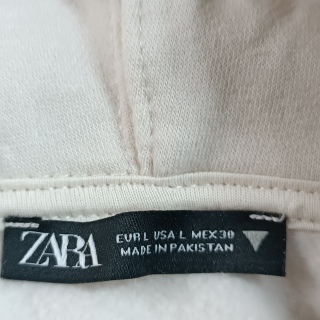 ZARA
EUR L USA L MEX 30
MADE IN PAKISTAN